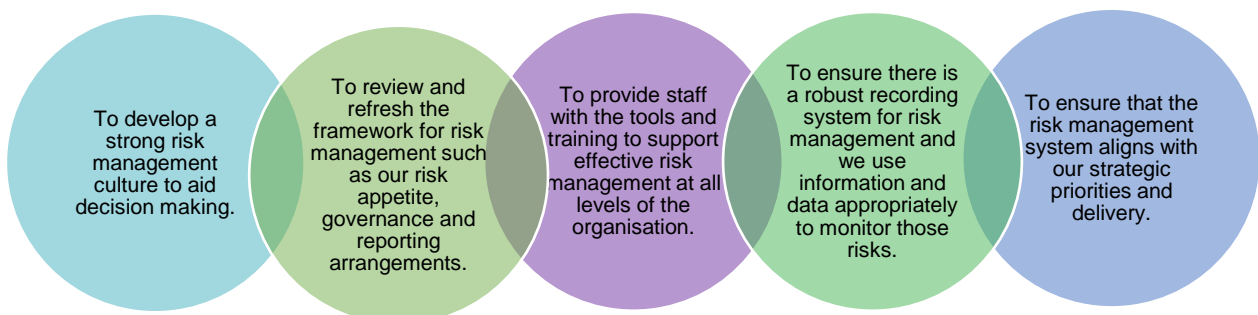 To develop a
strong risk
management
culture to aid
decision making.
To review and
refresh the
framework for risk
management such
as our risk
appetite,
governance and
reporting
arrangements.
To provide staff
with the tools and
training to support
effective risk
management at all
levels of the
organisation.
To ensure there is
a robust recording
system for risk
management and
we use
information and
data appropriately
to monitor those
risks.
To ensure that the
risk management
system aligns with
our strategic
priorities and
delivery.